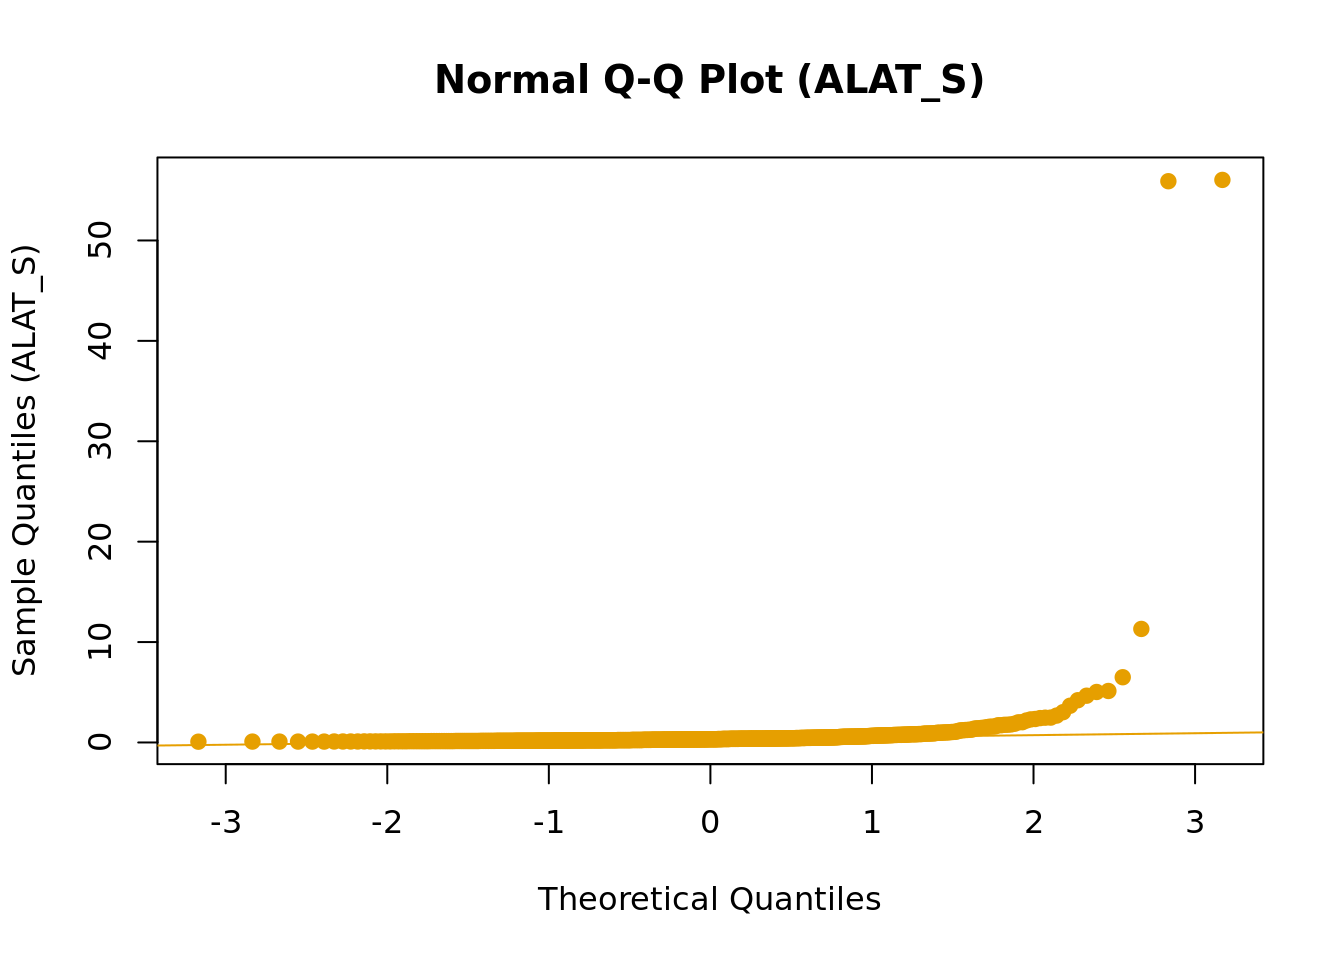 Normal Q-Q Plot (ALAT_S)
Sample Quantiles (ALAT_S)
50
40
30
20
10
0
-3 -2 -1 0 1 2 3
Theoretical Quantiles